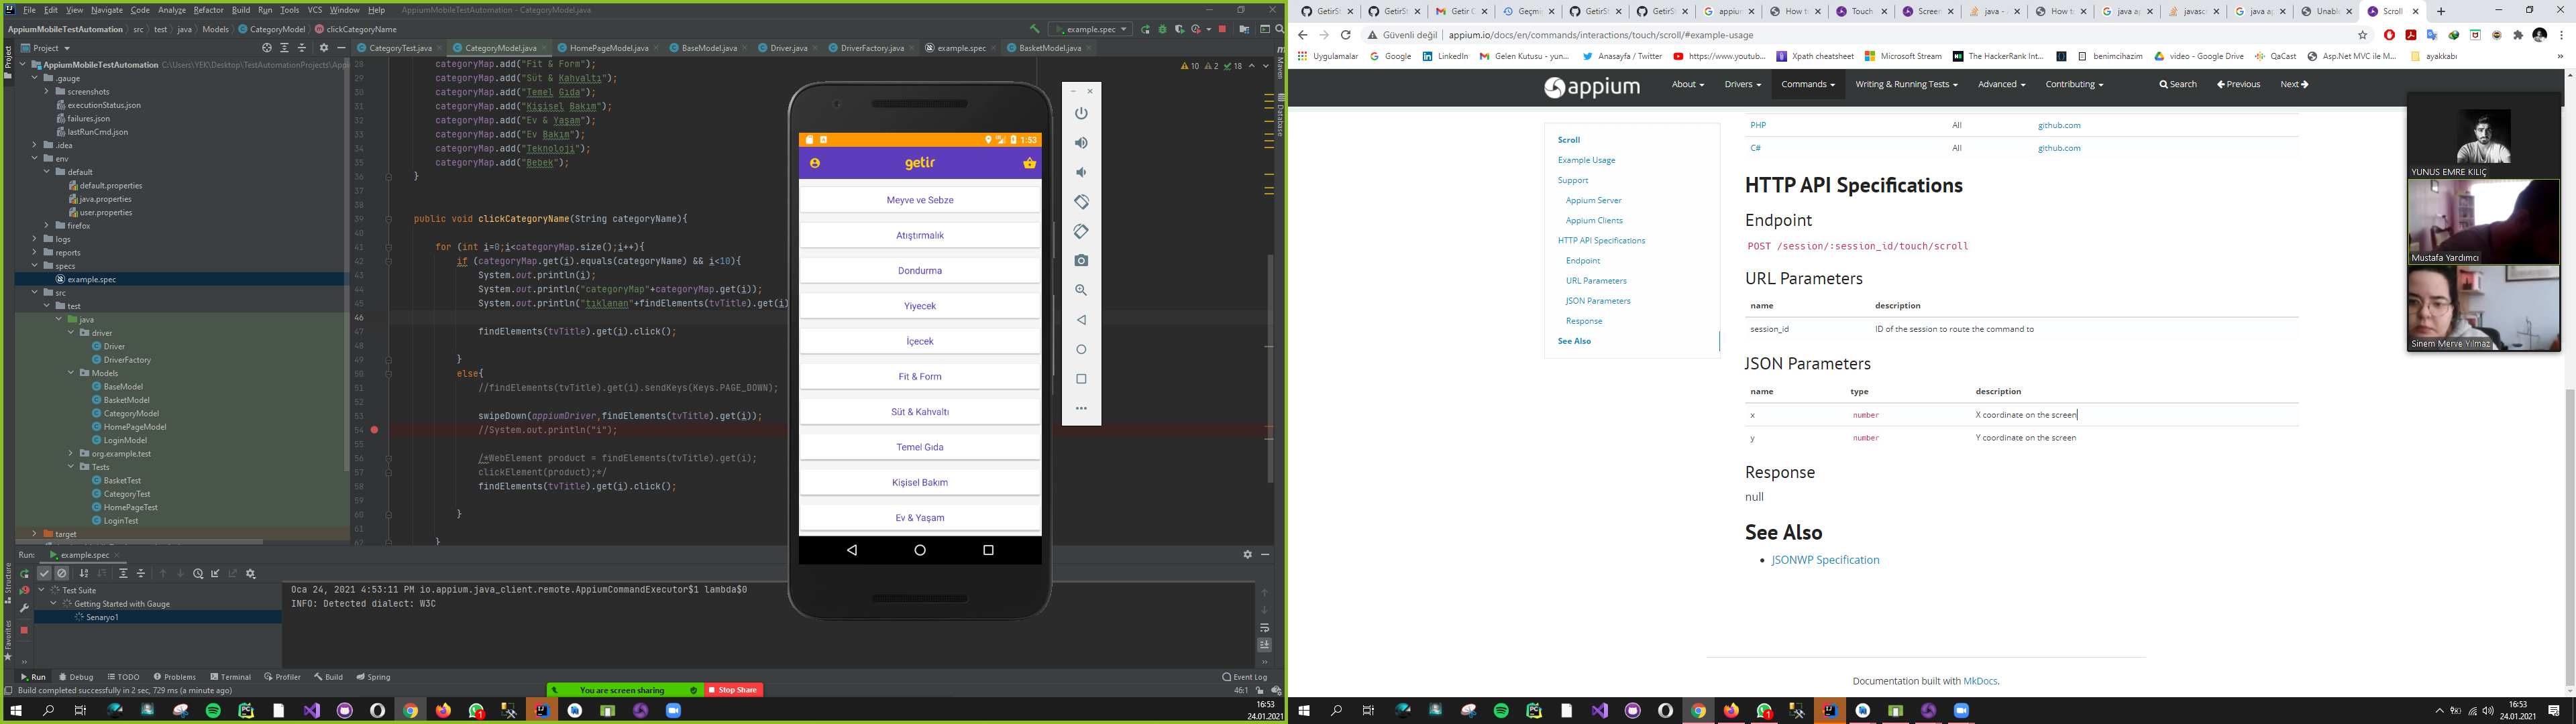 File Edit View Navigate Code Analyze Refactor Build Run Tools VCS Window Help AppiumMobileTestAutomation - CategoryModel.java
AppiumMobileTestAutomation src test java Models CategoryModel clickCategoryName
example.spec
Project
CategoryTest.java CategoryModel.java HomePageModel.java BaseModel.java Driver.java DriverFactory.java example.spec BasketModel.java
AppiumMobileTestAutomation C:\Users\YEK\Desktop\TestAutomationProjects\App
.gauge
screenshots
executionStatus.json
failures.json
lastRunCmd.json
.idea
env
default
default.properties
java.properties
user.properties
firefox
logs
reports
specs
example.spec
src
test
java
driver
Driver
DriverFactory
Models
BaseModel
BasketModel
CategoryModel
HomePageModel
LoginModel
org.example.test
Tests
BasketTest
CategoryTest
HomePageTest
LoginTest
target
28 categoryMap.add("Fit & Form");
29 categoryMap.add("Süt & Kahvaltı");
30 categoryMap.add("Temel Gıda");
31 categoryMap.add("Kişisel Bakım");
32 categoryMap.add("Ev & Yaşam");
33 categoryMap.add("Ev Bakım");
34 categoryMap.add("Teknoloji");
35 categoryMap.add("Bebek");
36 }
37
38
39 public void clickCategoryName(String categoryName){
40
41 for (int i=0;i<categoryMap.size();i++){
42 if (categoryMap.get(i).equals(categoryName) && i<10){
43 System.out.println(i);
44 System.out.println("categoryMap"+categoryMap.get(i));
45 System.out.println("tıklanan"+findElements(tvTitle).get(i)
46
47 findElements(tvTitle).get(i).click();
48
49 }
50 else{
51 //findElements(tvTitle).get(i).sendKeys(Keys.PAGE_DOWN);
52
53 swipeDown(appiumDriver,findElements(tvTitle).get(i));
54 //System.out.println("i");
55
56 /*WebElement product = findElements(tvTitle).get(i);
57 clickElement(product);*/
58 findElements(tvTitle).get(i).click();
59
60 }
61
62 }
10 2 18
Maven
Database
Structure
Favorites
1:53
getir
Meyve ve Sebze
Atıştırmalık
Dondurma
Yiyecek
İçecek
Fit & Form
Süt & Kahvaltı
Temel Gıda
Kişisel Bakım
Ev & Yaşam
Run: example.spec
Test Suite
Getting Started with Gauge
Senaryo1
Oca 24, 2021 4:53:11 PM io.appium.java_client.remote.AppiumCommandExecutor$1 lambda$0
INFO: Detected dialect: W3C
Run Debug TODO Problems Terminal Profiler Build Spring Event Log
Build completed successfully in 2 sec, 729 ms (a minute ago)
You are screen sharing Stop Share
46:1
16:53
24.01.2021
GetirS GetirS Getir C Geçmi GetirS GetirS appiu How t Touch Screen java - How t java ap javasc java ap Unable Scroll
Güvenli değil appium.io/docs/en/commands/interactions/touch/scroll/#example-usage
Uygulamalar Google LinkedIn Gelen Kutusu - yun... Anasayfa / Twitter https://www.youtub... Xpath cheatsheet Microsoft Stream The HackerRank Int... benimcihazim video - Google Drive QaCast Asp.Net MVC ile M... ayakkabı
appium About Drivers Commands Writing & Running Tests Advanced Contributing Search Previous Next
Scroll
Example Usage
Support
Appium Server
Appium Clients
HTTP API Specifications
Endpoint
URL Parameters
JSON Parameters
Response
See Also
PHP All github.com
C# All github.com
HTTP API Specifications
Endpoint
POST /session/:session_id/touch/scroll
URL Parameters
name description
session_id ID of the session to route the command to
JSON Parameters
name type description
x number X coordinate on the screen
y number Y coordinate on the screen
Response
null
See Also
JSONWP Specification
Documentation built with MkDocs.
YUNUS EMRE KILIÇ
Mustafa Yardımcı
Sinem Merve Yılmaz
16:53
24.01.2021